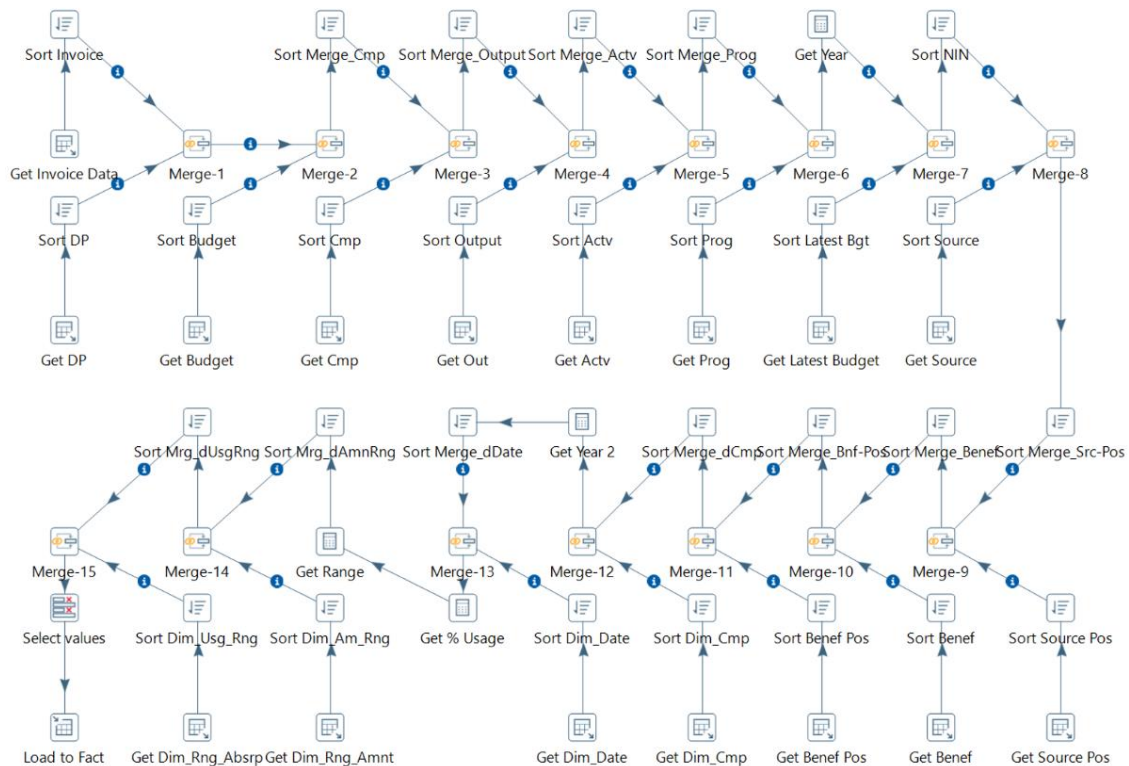 Sort Invoice
Sort Merge_Cmp
Sort Merge_Output
Sort Merge_Actv
Sort Merge_Prog
Get Year
Sort NIN
Get Invoice Data
Merge-1
Merge-2
Merge-3
Merge-4
Merge-5
Merge-6
Merge-7
Merge-8
Sort DP
Sort Budget
Sort Cmp
Sort Output
Sort Actv
Sort Prog
Sort Latest Bgt
Sort Source
Get DP
Get Budget
Get Cmp
Get Out
Get Actv
Get Prog
Get Latest Budget
Get Source
Sort Mrg_dUsgRng
Sort Mrg_dAmnRng
Sort Merge_dDate
Get Year 2
Sort Merge_dCmp
Sort Merge_Bnf-Pos
Sort Merge_Benef
Sort Merge_Src-Pos
Merge-15
Merge-14
Get Range
Merge-13
Merge-12
Merge-11
Merge-10
Merge-9
Select values
Sort Dim_Usg_Rng
Sort Dim_Am_Rng
Get % Usage
Sort Dim_Date
Sort Dim_Cmp
Sort Benef Pos
Sort Benef
Sort Source Pos
Load to Fact
Get Dim_Rng_Absrp
Get Dim_Rng_Amnt
Get Dim_Date
Get Dim_Cmp
Get Benef Pos
Get Benef
Get Source Pos